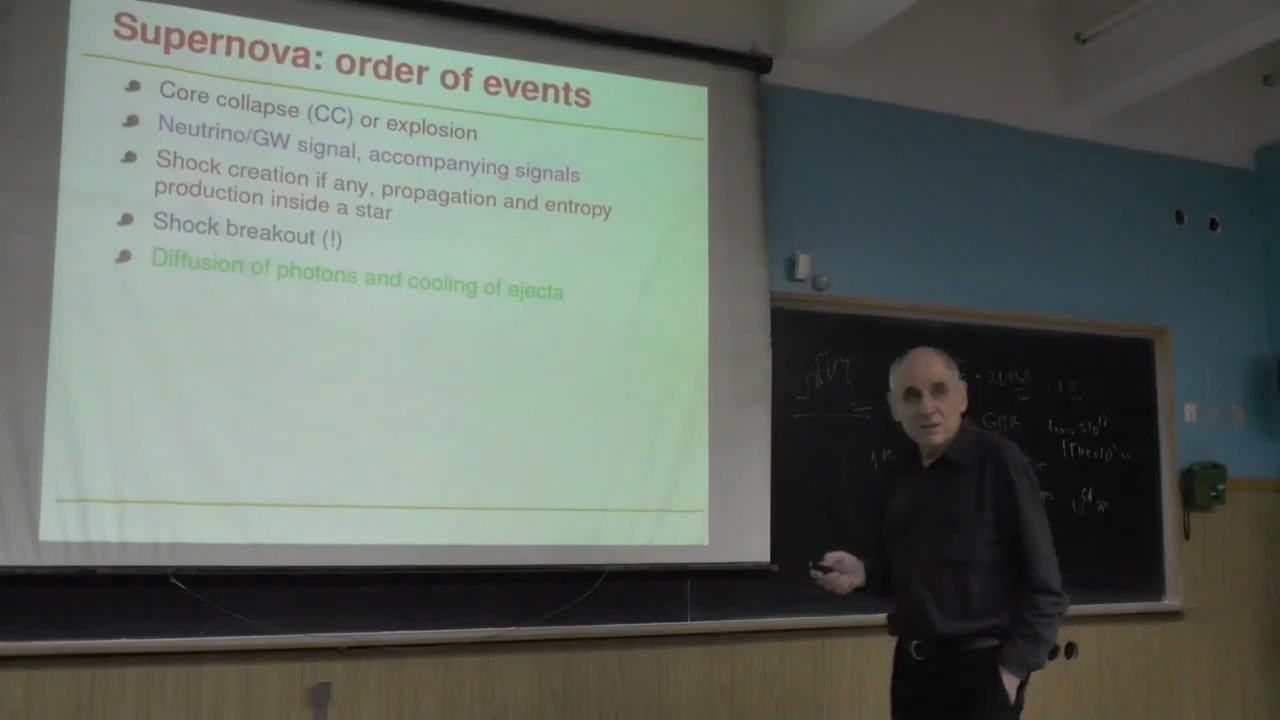 Supernova: order of events
Core collapse (CC) or explosion
Neutrino/GW signal, accompanying signals
Shock creation if any, propagation and entropy
production inside a star
Shock breakout (!)
Diffusion of photons and cooling of ejecta
GRB